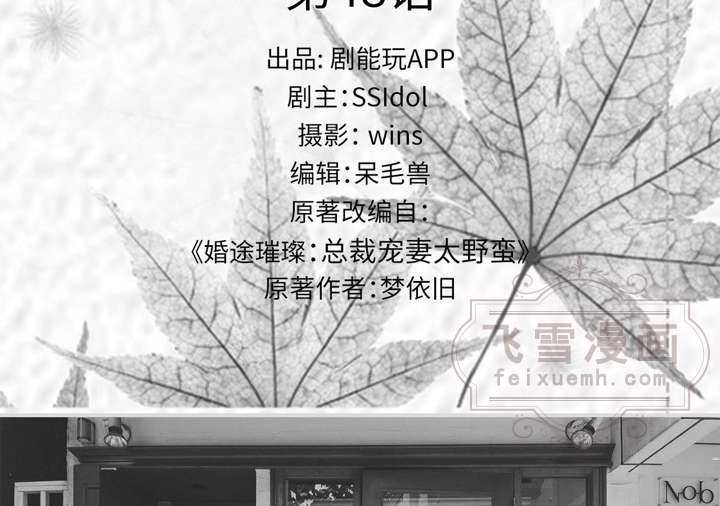 出品: 剧能玩APP
剧主：SSIdol
摄影： wins
编辑：呆毛兽
原著改编自：
《婚途璀璨：总裁宠妻太野蛮》
原著作者：梦依旧
飞雪漫画
feixuemh.com
Nob